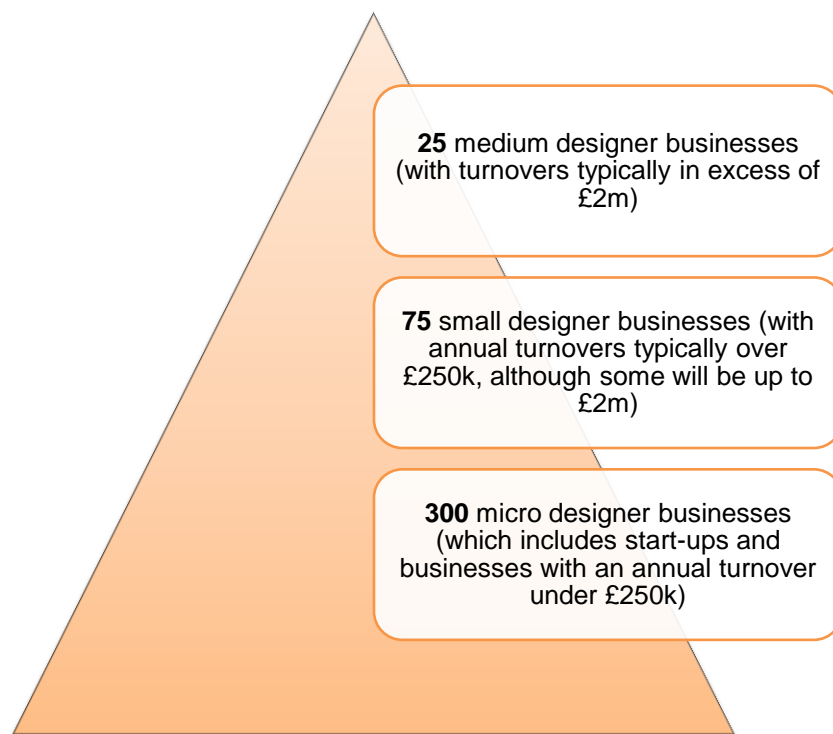 25 medium designer businesses
(with turnovers typically in excess of
£2m)
75 small designer businesses (with
annual turnovers typically over
£250k, although some will be up to
£2m)
300 micro designer businesses
(which includes start-ups and
businesses with an annual turnover
under £250k)